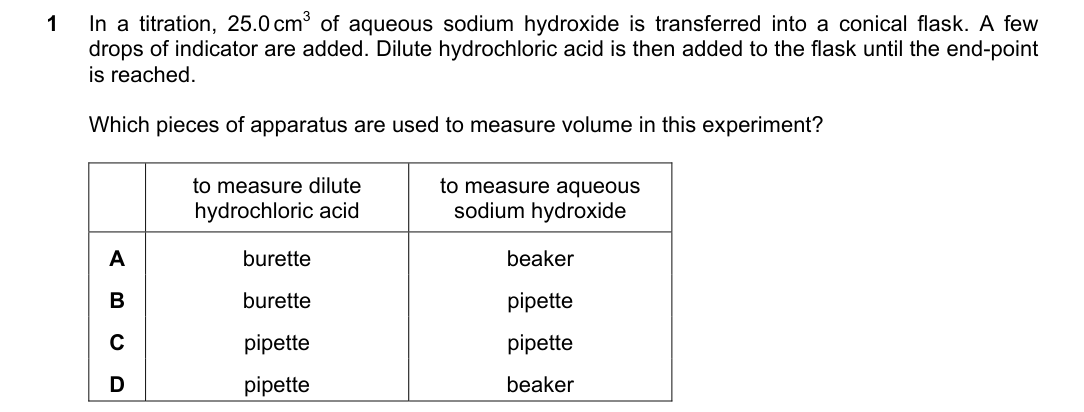 1 In a titration, 25.0 cm³ of aqueous sodium hydroxide is transferred into a conical flask. A few
drops of indicator are added. Dilute hydrochloric acid is then added to the flask until the end-point
is reached.
Which pieces of apparatus are used to measure volume in this experiment?
to measure dilute to measure aqueous
hydrochloric acid sodium hydroxide
A burette beaker
B burette pipette
C pipette pipette
D pipette beaker